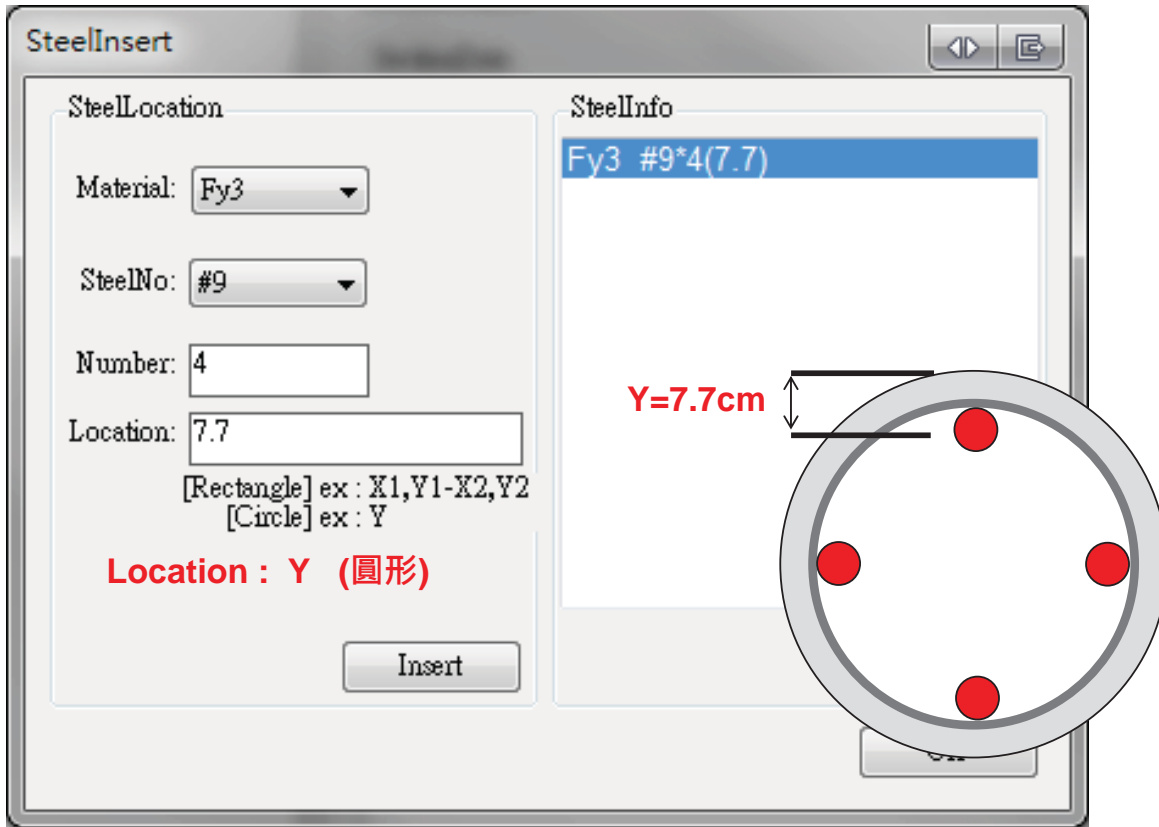 SteelInsert
SteelLocation
Material: Fy3
SteelNo: #9
Number: 4
Location: 7.7
[Rectangle] ex : X1,Y1-X2,Y2
[Circle] ex : Y
Location : Y (圓形)
Insert
SteelInfo
Fy3 #9*4(7.7)
Y=7.7cm